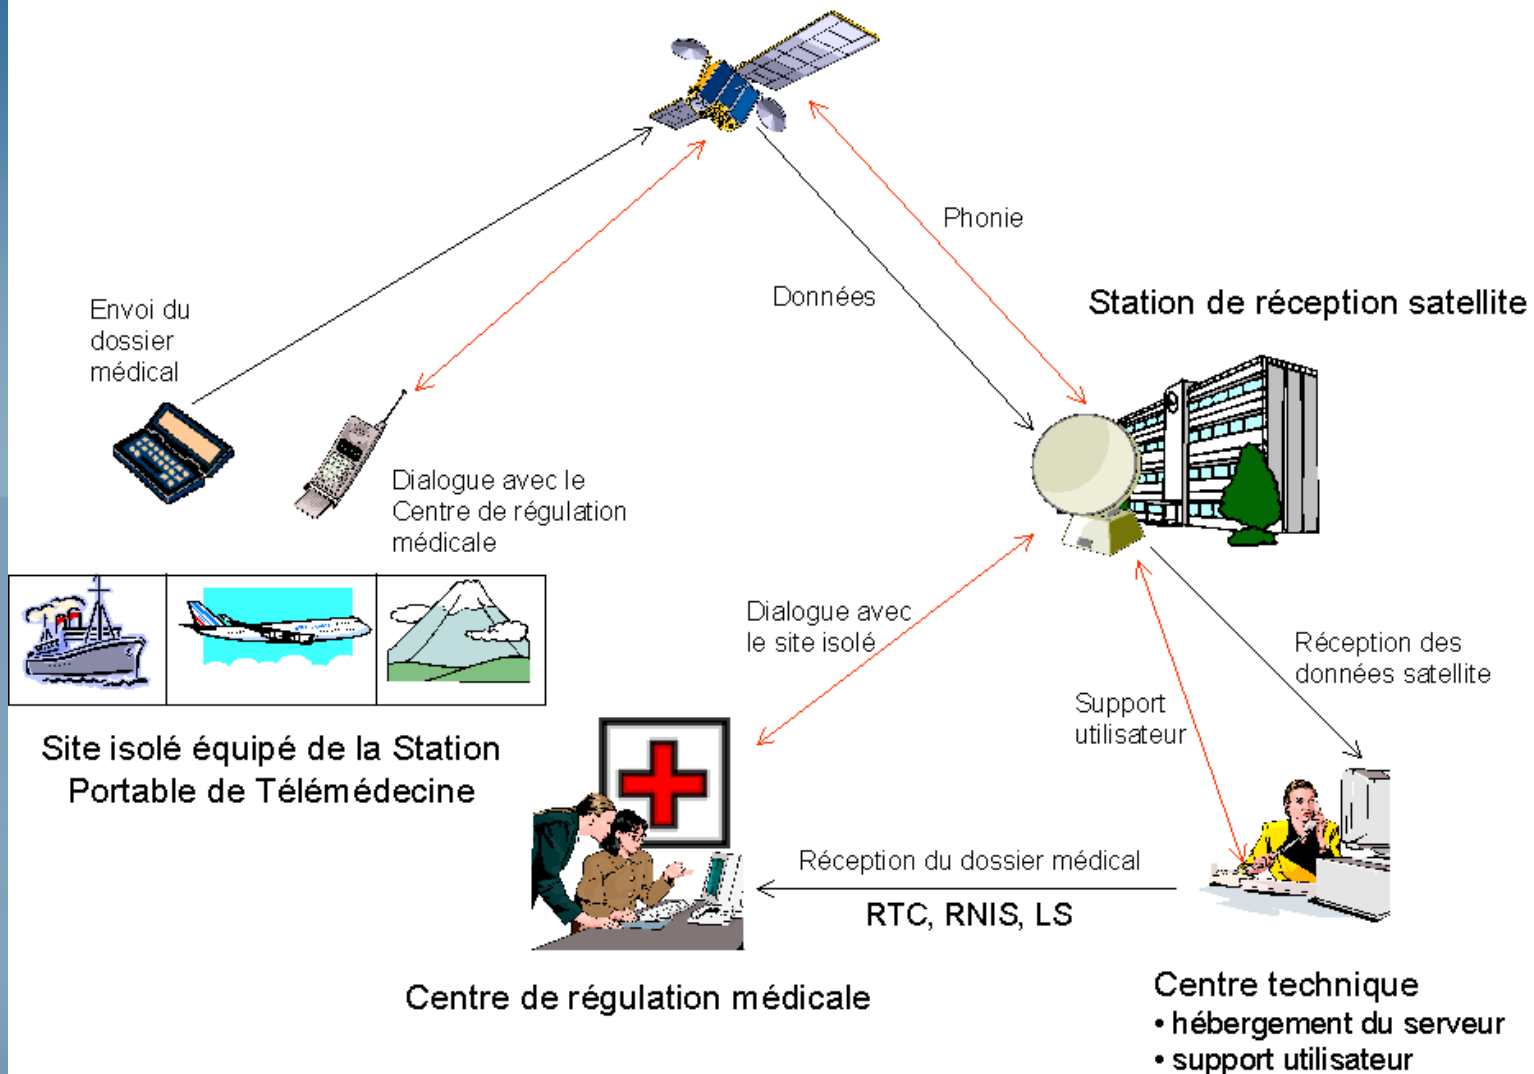 Phonie
Données
Station de réception satellite
Envoi du
dossier
médical
Dialogue avec le
Centre de régulation
médicale
Dialogue avec
le site isolé
Réception des
données satellite
Support
utilisateur
Site isolé équipé de la Station
Portable de Télémédecine
Réception du dossier médical
RTC, RNIS, LS
Centre de régulation médicale
Centre technique
• hébergement du serveur
• support utilisateur